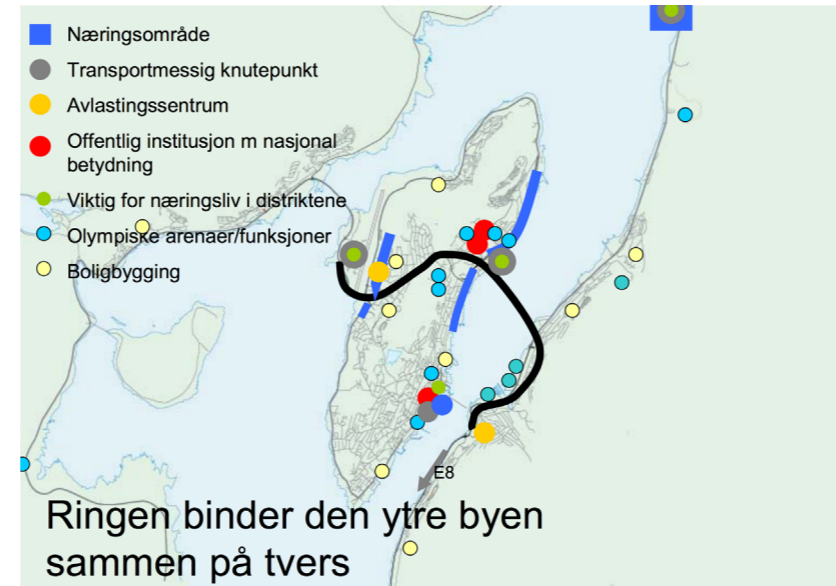 Næringsområde
Transportmessig knutepunkt
Avlastingssentrum
Offentlig institusjon m nasjonal
betydning
Viktig for næringsliv i distriktene
Olympiske arenaer/funksjoner
Boligbygging
E8
Ringen binder den ytre byen
sammen på tvers